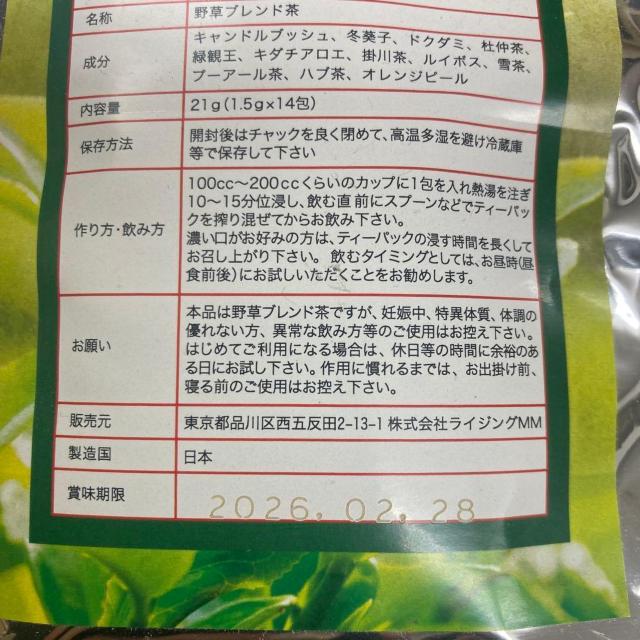 名称 野草ブレンド茶
成分 キャンドルブッシュ、冬葵子、ドクダミ、杜仲茶、
緑観王、キダチアロエ、掛川茶、ルイボス、雪茶、
プーアール茶、ハブ茶、オレンジピール
内容量 21g(1.5g×14包)
保存方法 開封後はチャックを良く閉めて、高温多湿を避け冷蔵庫
等で保存して下さい
作り方・飲み方 100cc〜200ccくらいのカップに1包を入れ熱湯を注ぎ
10〜15分位浸し、飲む直前にスプーンなどでティーパッ
クを搾り混ぜてからお飲み下さい。
濃い口がお好みの方は、ティーパックの浸す時間を長くして
お召し上がり下さい。飲むタイミングとしては、お昼時(昼
食前後)にお試しいただくことをお勧めします。
お願い 本品は野草ブレンド茶ですが、妊娠中、特異体質、体調の
優れない方、異常な飲み方等のご使用はお控え下さい。
はじめてご利用になる場合は、休日等の時間に余裕のあ
る日にお試し下さい。作用に慣れるまでは、お出掛け前、
寝る前のご使用はお控え下さい。
販売元 東京都品川区西五反田2-13-1 株式会社ライジングMM
製造国 日本
賞味期限 2026.02.28